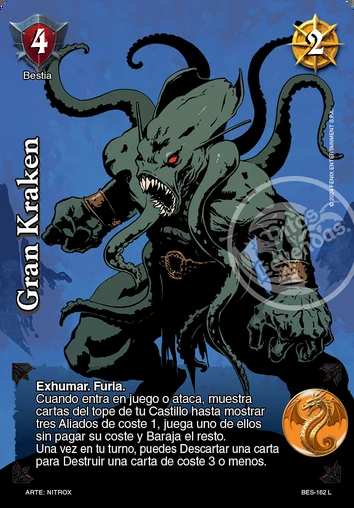 4
2
Bestia
Gran Kraken
© 2023 FENIX ENTERTAINMENT S.P.A.
Exhumar. Furia.
Cuando entra en juego o ataca, muestra
cartas del tope de tu Castillo hasta mostrar
tres Aliados de coste 1, juega uno de ellos
sin pagar su coste y Baraja el resto.
Una vez en tu turno, puedes Descartar una carta
para Destruir una carta de coste 3 o menos.
ARTE: NITROX
BES-162 L